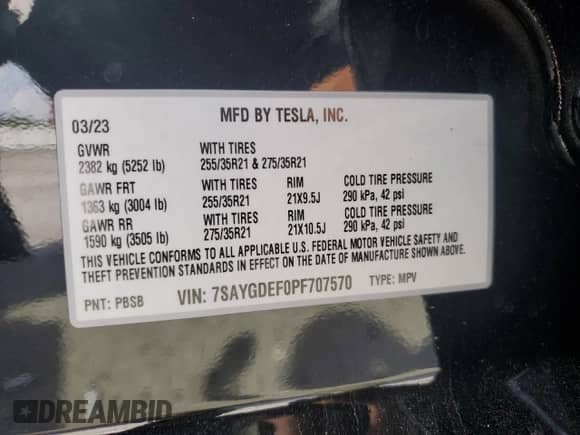 MFD BY TESLA, INC.
03/23
GVWR WITH TIRES
2382 kg (5252 lb) 255/35R21 & 275/35R21
GAWR FRT WITH TIRES RIM COLD TIRE PRESSURE
1363 kg (3004 lb) 255/35R21 21X9.5J 290 kPa, 42 psi
GAWR RR WITH TIRES RIM COLD TIRE PRESSURE
1590 kg (3505 lb) 275/35R21 21X10.5J 290 kPa, 42 psi
THIS VEHICLE CONFORMS TO ALL APPLICABLE U.S. FEDERAL MOTOR VEHICLE SAFETY AND
THEFT PREVENTION STANDARDS IN EFFECT ON THE DATE OF MANUFACTURE SHOWN ABOVE.
PNT: PBSB VIN: 7SAYGDEF0PF707570 TYPE: MPV
DREAMBID